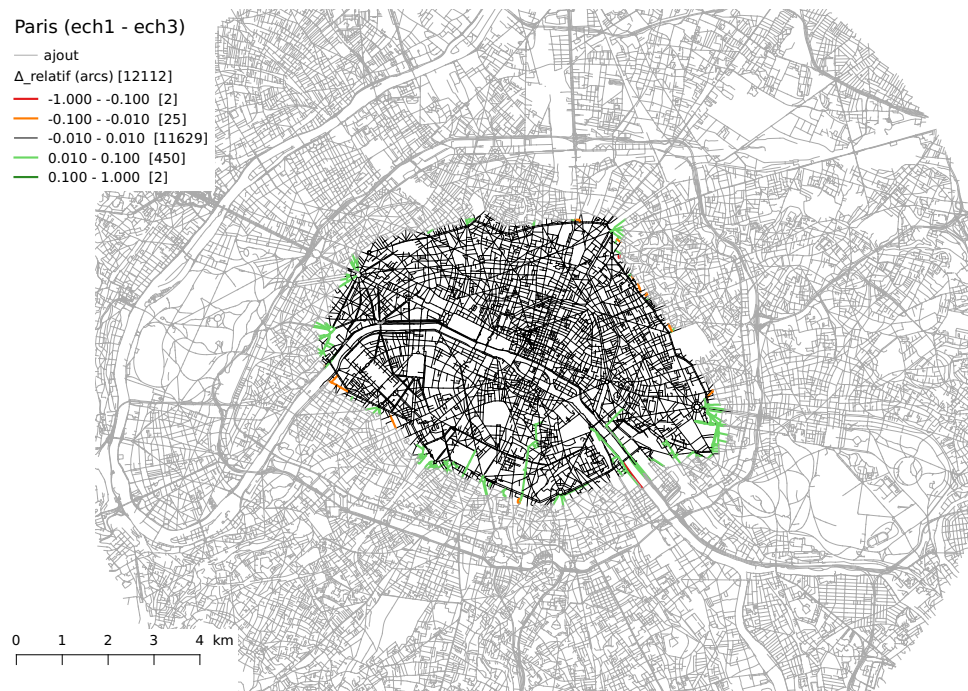 Paris (ech1 - ech3)
ajout
Δ_relatif (arcs) [12112]
-1.000 - -0.100 [2]
-0.100 - -0.010 [25]
-0.010 - 0.010 [11629]
0.010 - 0.100 [450]
0.100 - 1.000 [2]
0 1 2 3 4 km